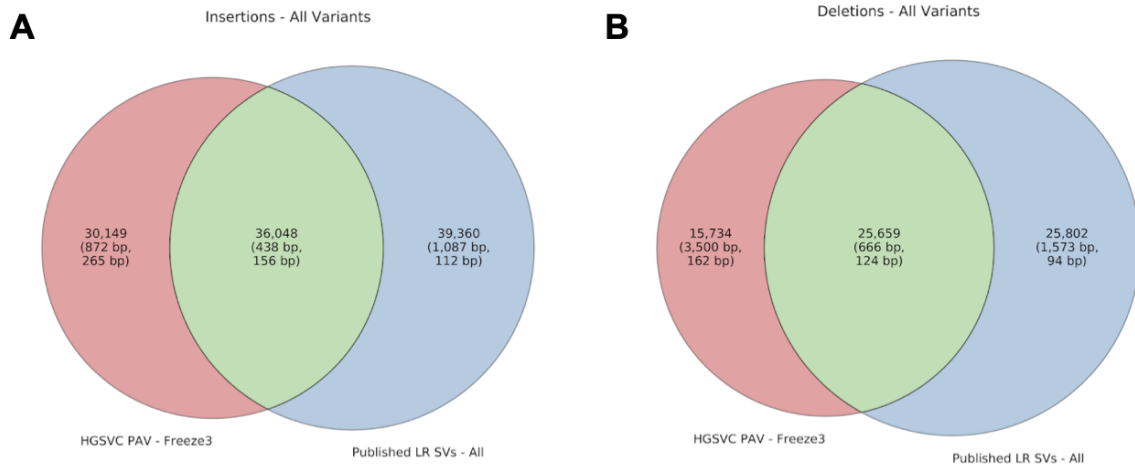 A
Insertions - All Variants
30,149
(872 bp,
265 bp)
36,048
(438 bp,
156 bp)
39,360
(1,087 bp,
112 bp)
HGSVC PAV - Freeze3
Published LR SVs - All
B
Deletions - All Variants
15,734
(3,500 bp,
162 bp)
25,659
(666 bp,
124 bp)
25,802
(1,573 bp,
94 bp)
HGSVC PAV - Freeze3
Published LR SVs - All